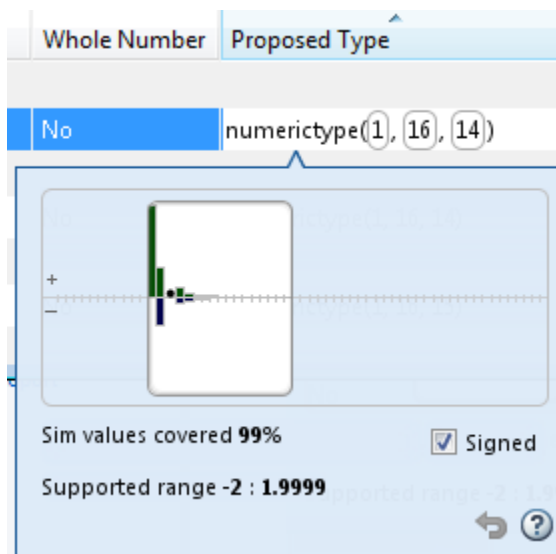 Whole Number Proposed Type
No numerictype(1, 16, 14)
+
−
Sim values covered 99%
Signed
Supported range -2 : 1.9999
?